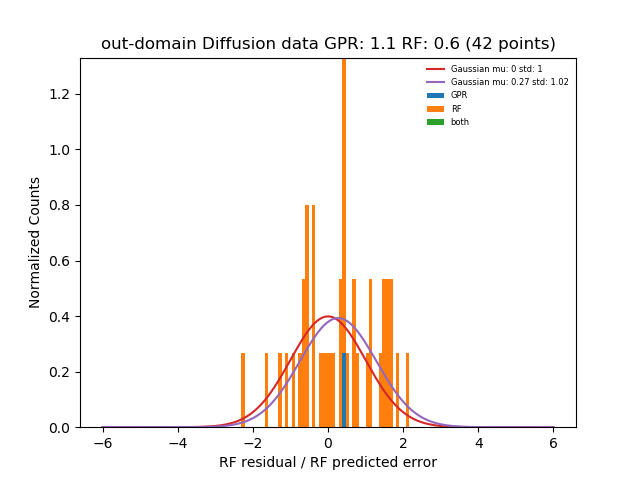 out-domain Diffusion data GPR: 1.1 RF: 0.6 (42 points)
Gaussian mu: 0 std: 1
Gaussian mu: 0.27 std: 1.02
GPR
RF
both
Normalized Counts
1.2
1.0
0.8
0.6
0.4
0.2
0.0
−6 −4 −2 0 2 4 6
RF residual / RF predicted error